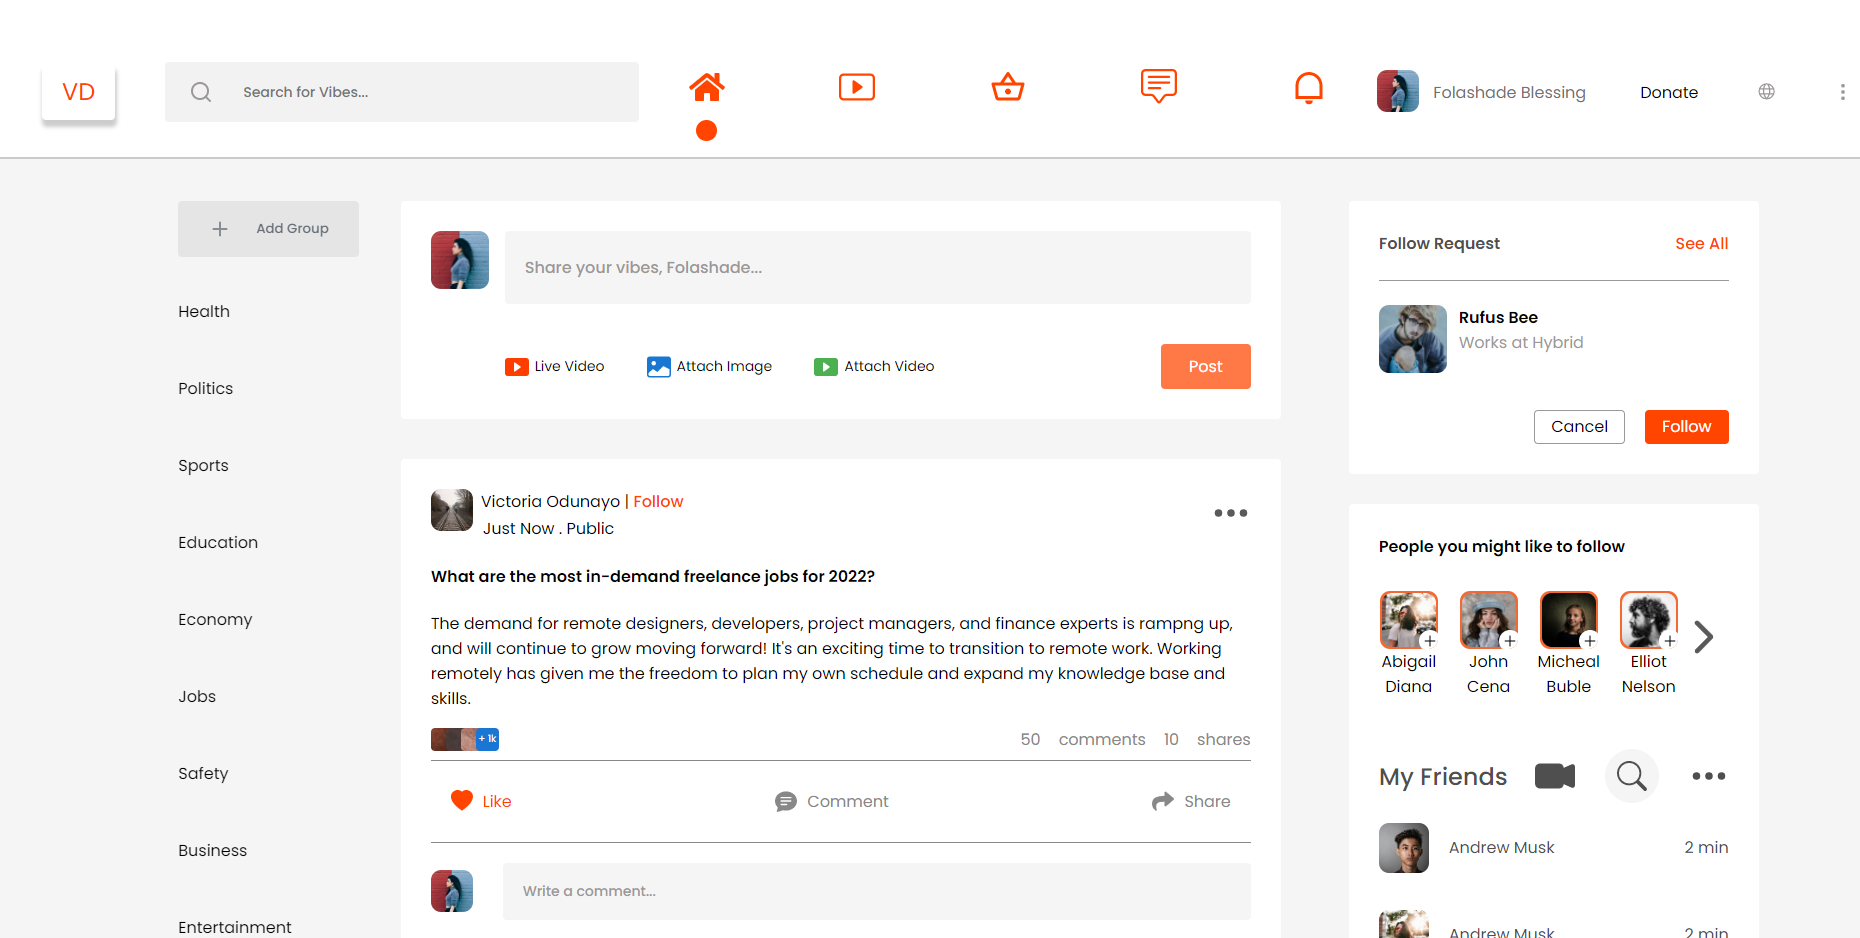 VD
Search for Vibes...
Folashade Blessing
Donate
Add Group
Health
Politics
Sports
Education
Economy
Jobs
Safety
Business
Entertainment
Share your vibes, Folashade...
Live Video
Attach Image
Attach Video
Post
Victoria Odunayo | Follow
Just Now . Public
What are the most in-demand freelance jobs for 2022?
The demand for remote designers, developers, project managers, and finance experts is rampng up,
and will continue to grow moving forward! It's an exciting time to transition to remote work. Working
remotely has given me the freedom to plan my own schedule and expand my knowledge base and
skills.
+ 1k
50 comments 10 shares
Like
Comment
Share
Write a comment...
Follow Request
See All
Rufus Bee
Works at Hybrid
Cancel
Follow
People you might like to follow
Abigail
Diana
John
Cena
Micheal
Buble
Elliot
Nelson
My Friends
Andrew Musk
2 min
Andrew Musk
2 min